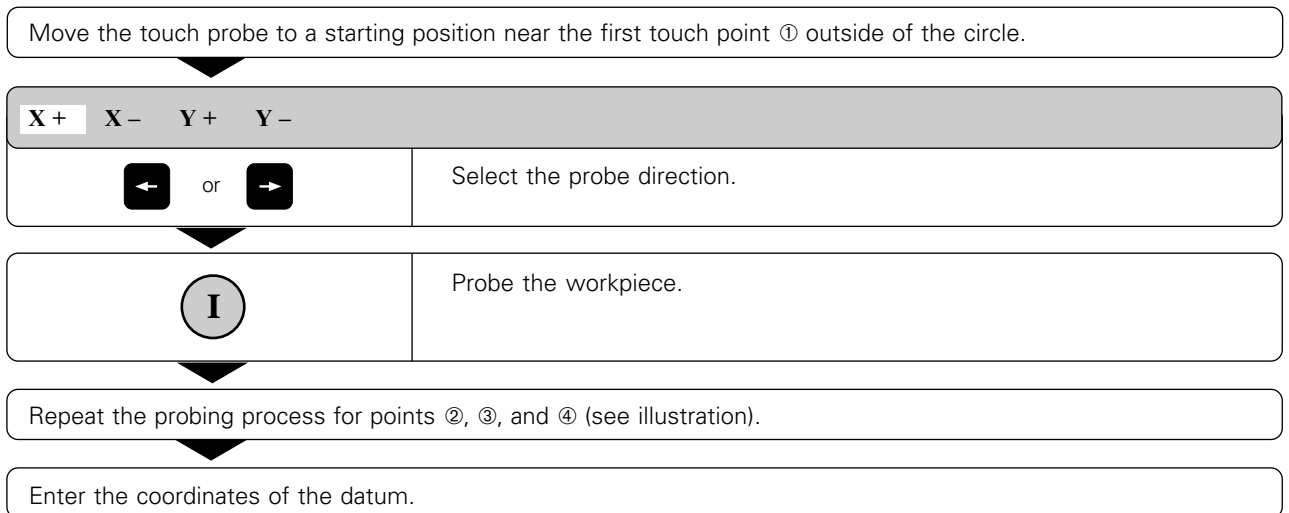 Move the touch probe to a starting position near the first touch point ① outside of the circle.
X + X – Y + Y –
or
Select the probe direction.
I
Probe the workpiece.
Repeat the probing process for points ②, ③, and ④ (see illustration).
Enter the coordinates of the datum.